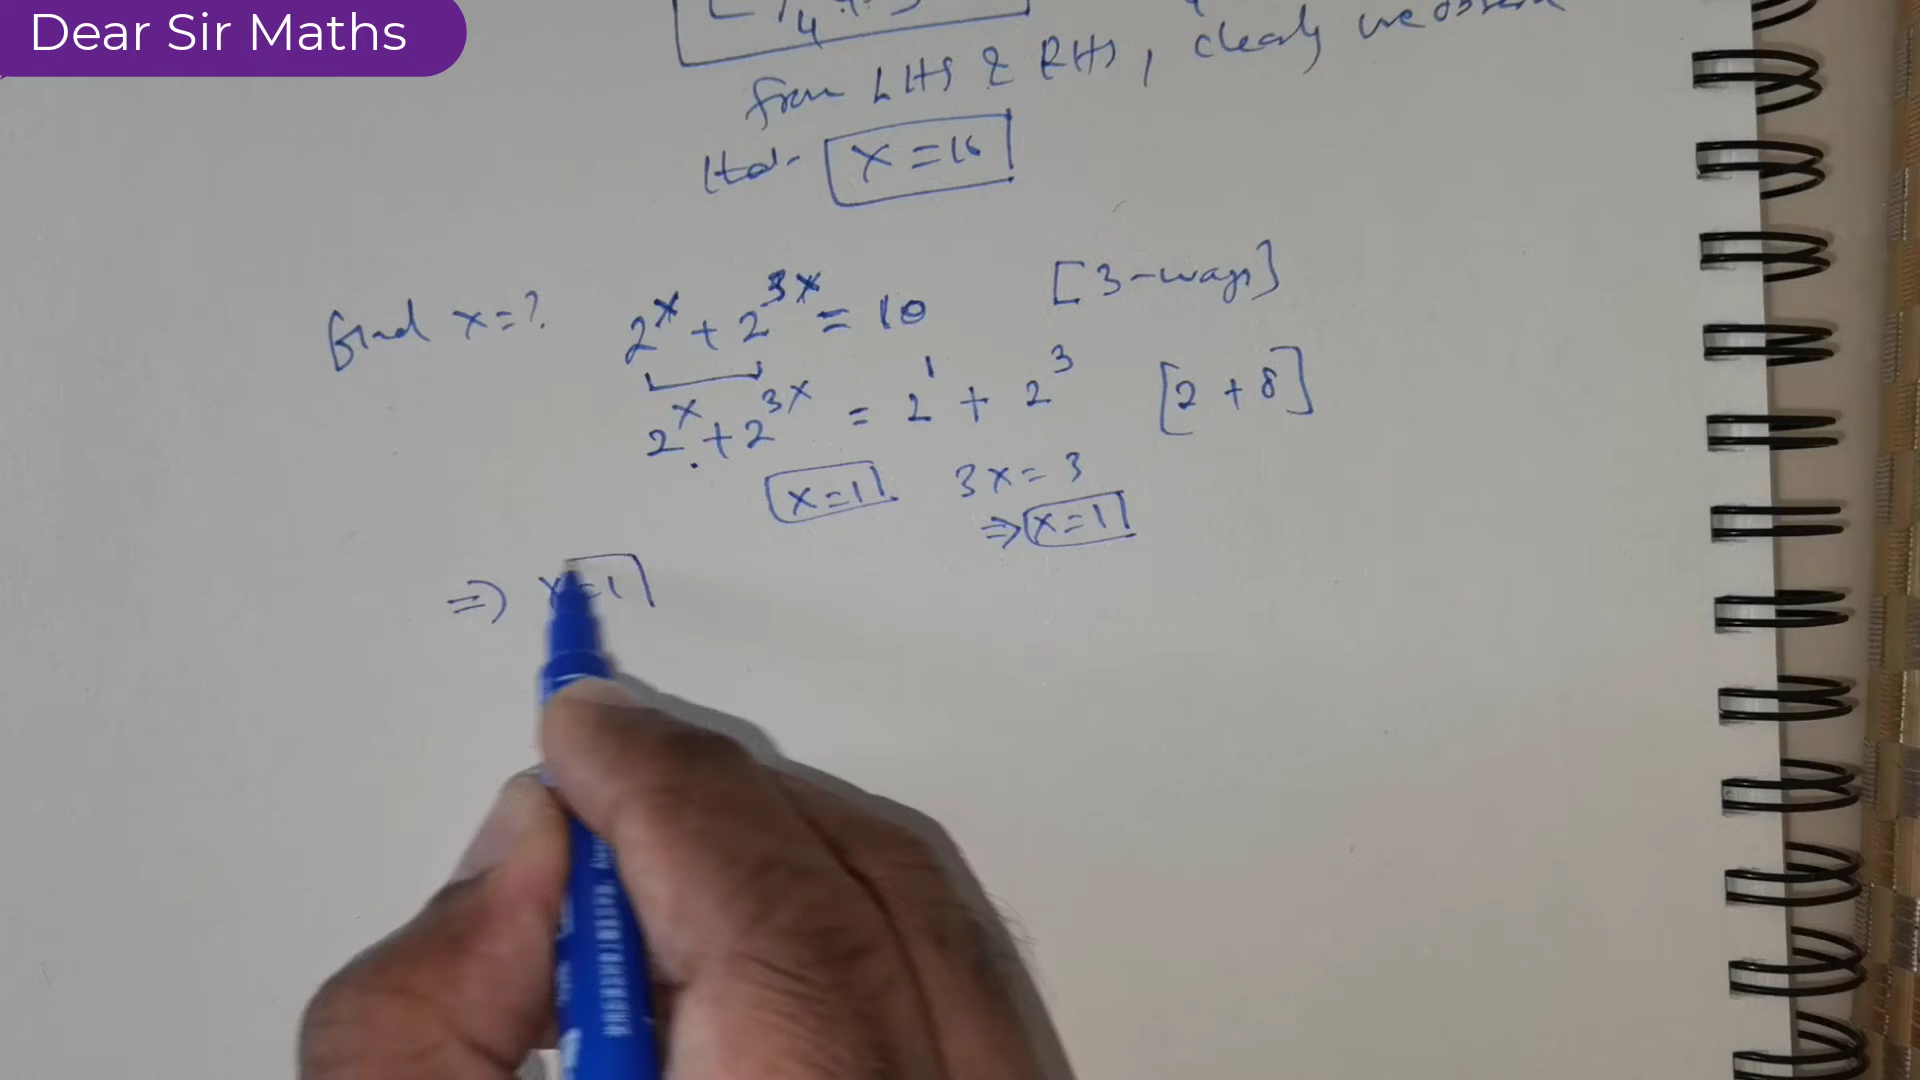 Dear Sir Maths
from LHS & RHS, clearly we
that x = 16
find x = ? 2^x + 2^3x = 10 [3-ways]
2^x + 2^3x = 2^1 + 2^3 [2 + 8]
x = 1 3x = 3
⇒ x = 1
⇒ x = 1